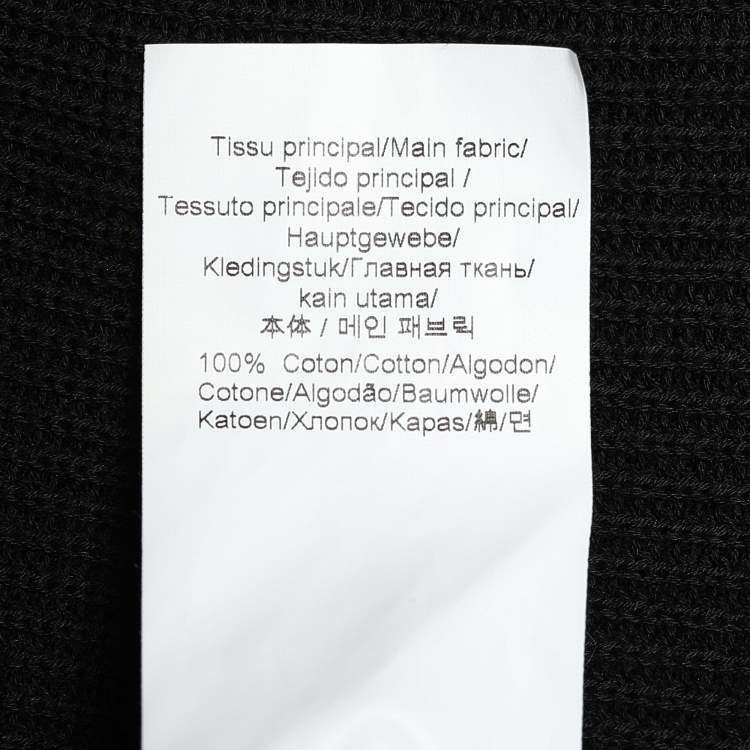 Tissu principal/Main fabric/
Tejido principal /
Tessuto principale/Tecido principal/
Hauptgewebe/
Kledingstuk/Главная ткань/
kain utama/
本体 / 메인 패브릭
100% Coton/Cotton/Algodon/
Cotone/Algodão/Baumwolle/
Katoen/Хлопок/Kapas/綿/면